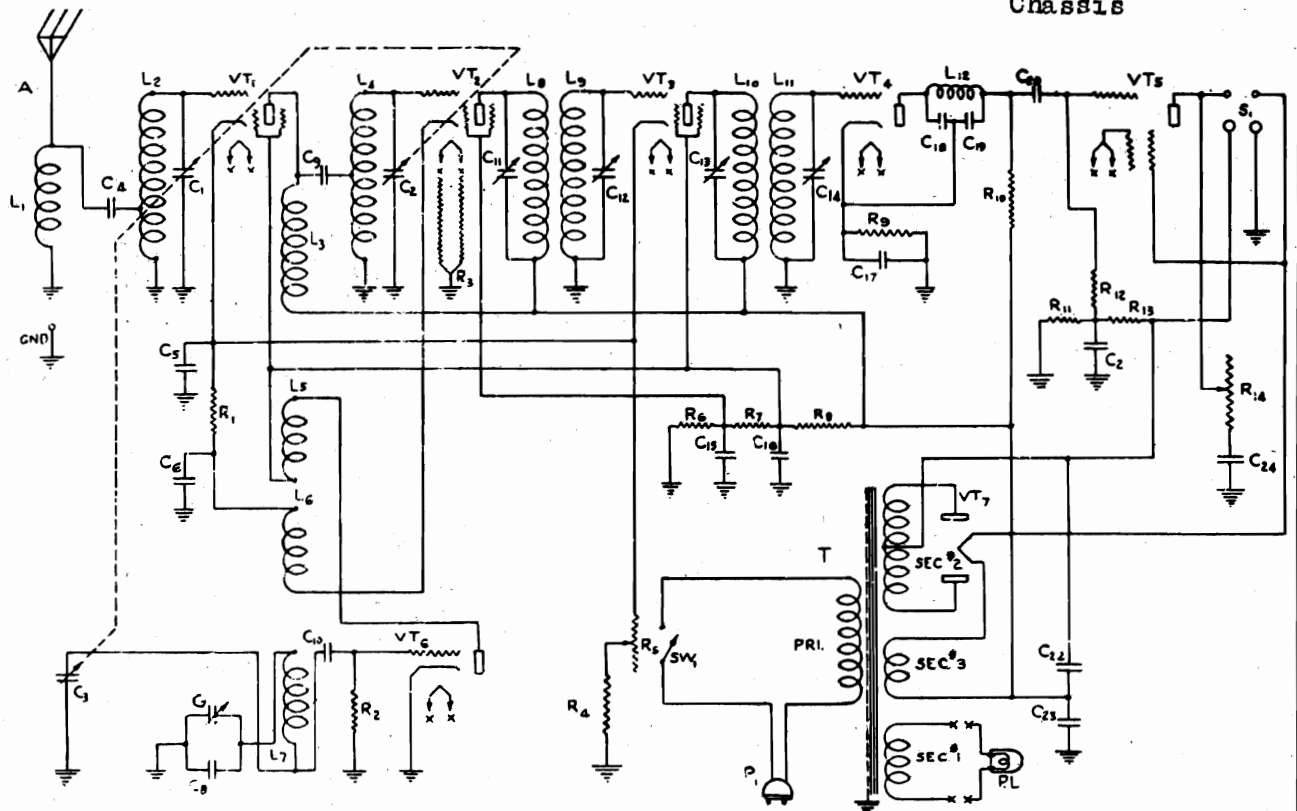 Chassis
A
L2
VT1
L4
VT2
L8
L9
VT3
L10
L11
VT4
L12
C20
VT5
S1
C18
C19
L1
C4
C1
C9
L3
C2
C11
C12
C13
C14
R10
R3
R9
C17
GND
R11
R12
R13
C2
C5
L5
R1
R6
R7
R8
C15
C16
R14
C24
C6
L6
VT7
T
SEC#2
C10
VT6
R5
SW1
PRI.
SEC#3
C22
C3
G
L7
R2
R4
C23
P1
SEC#1
P.L
x x